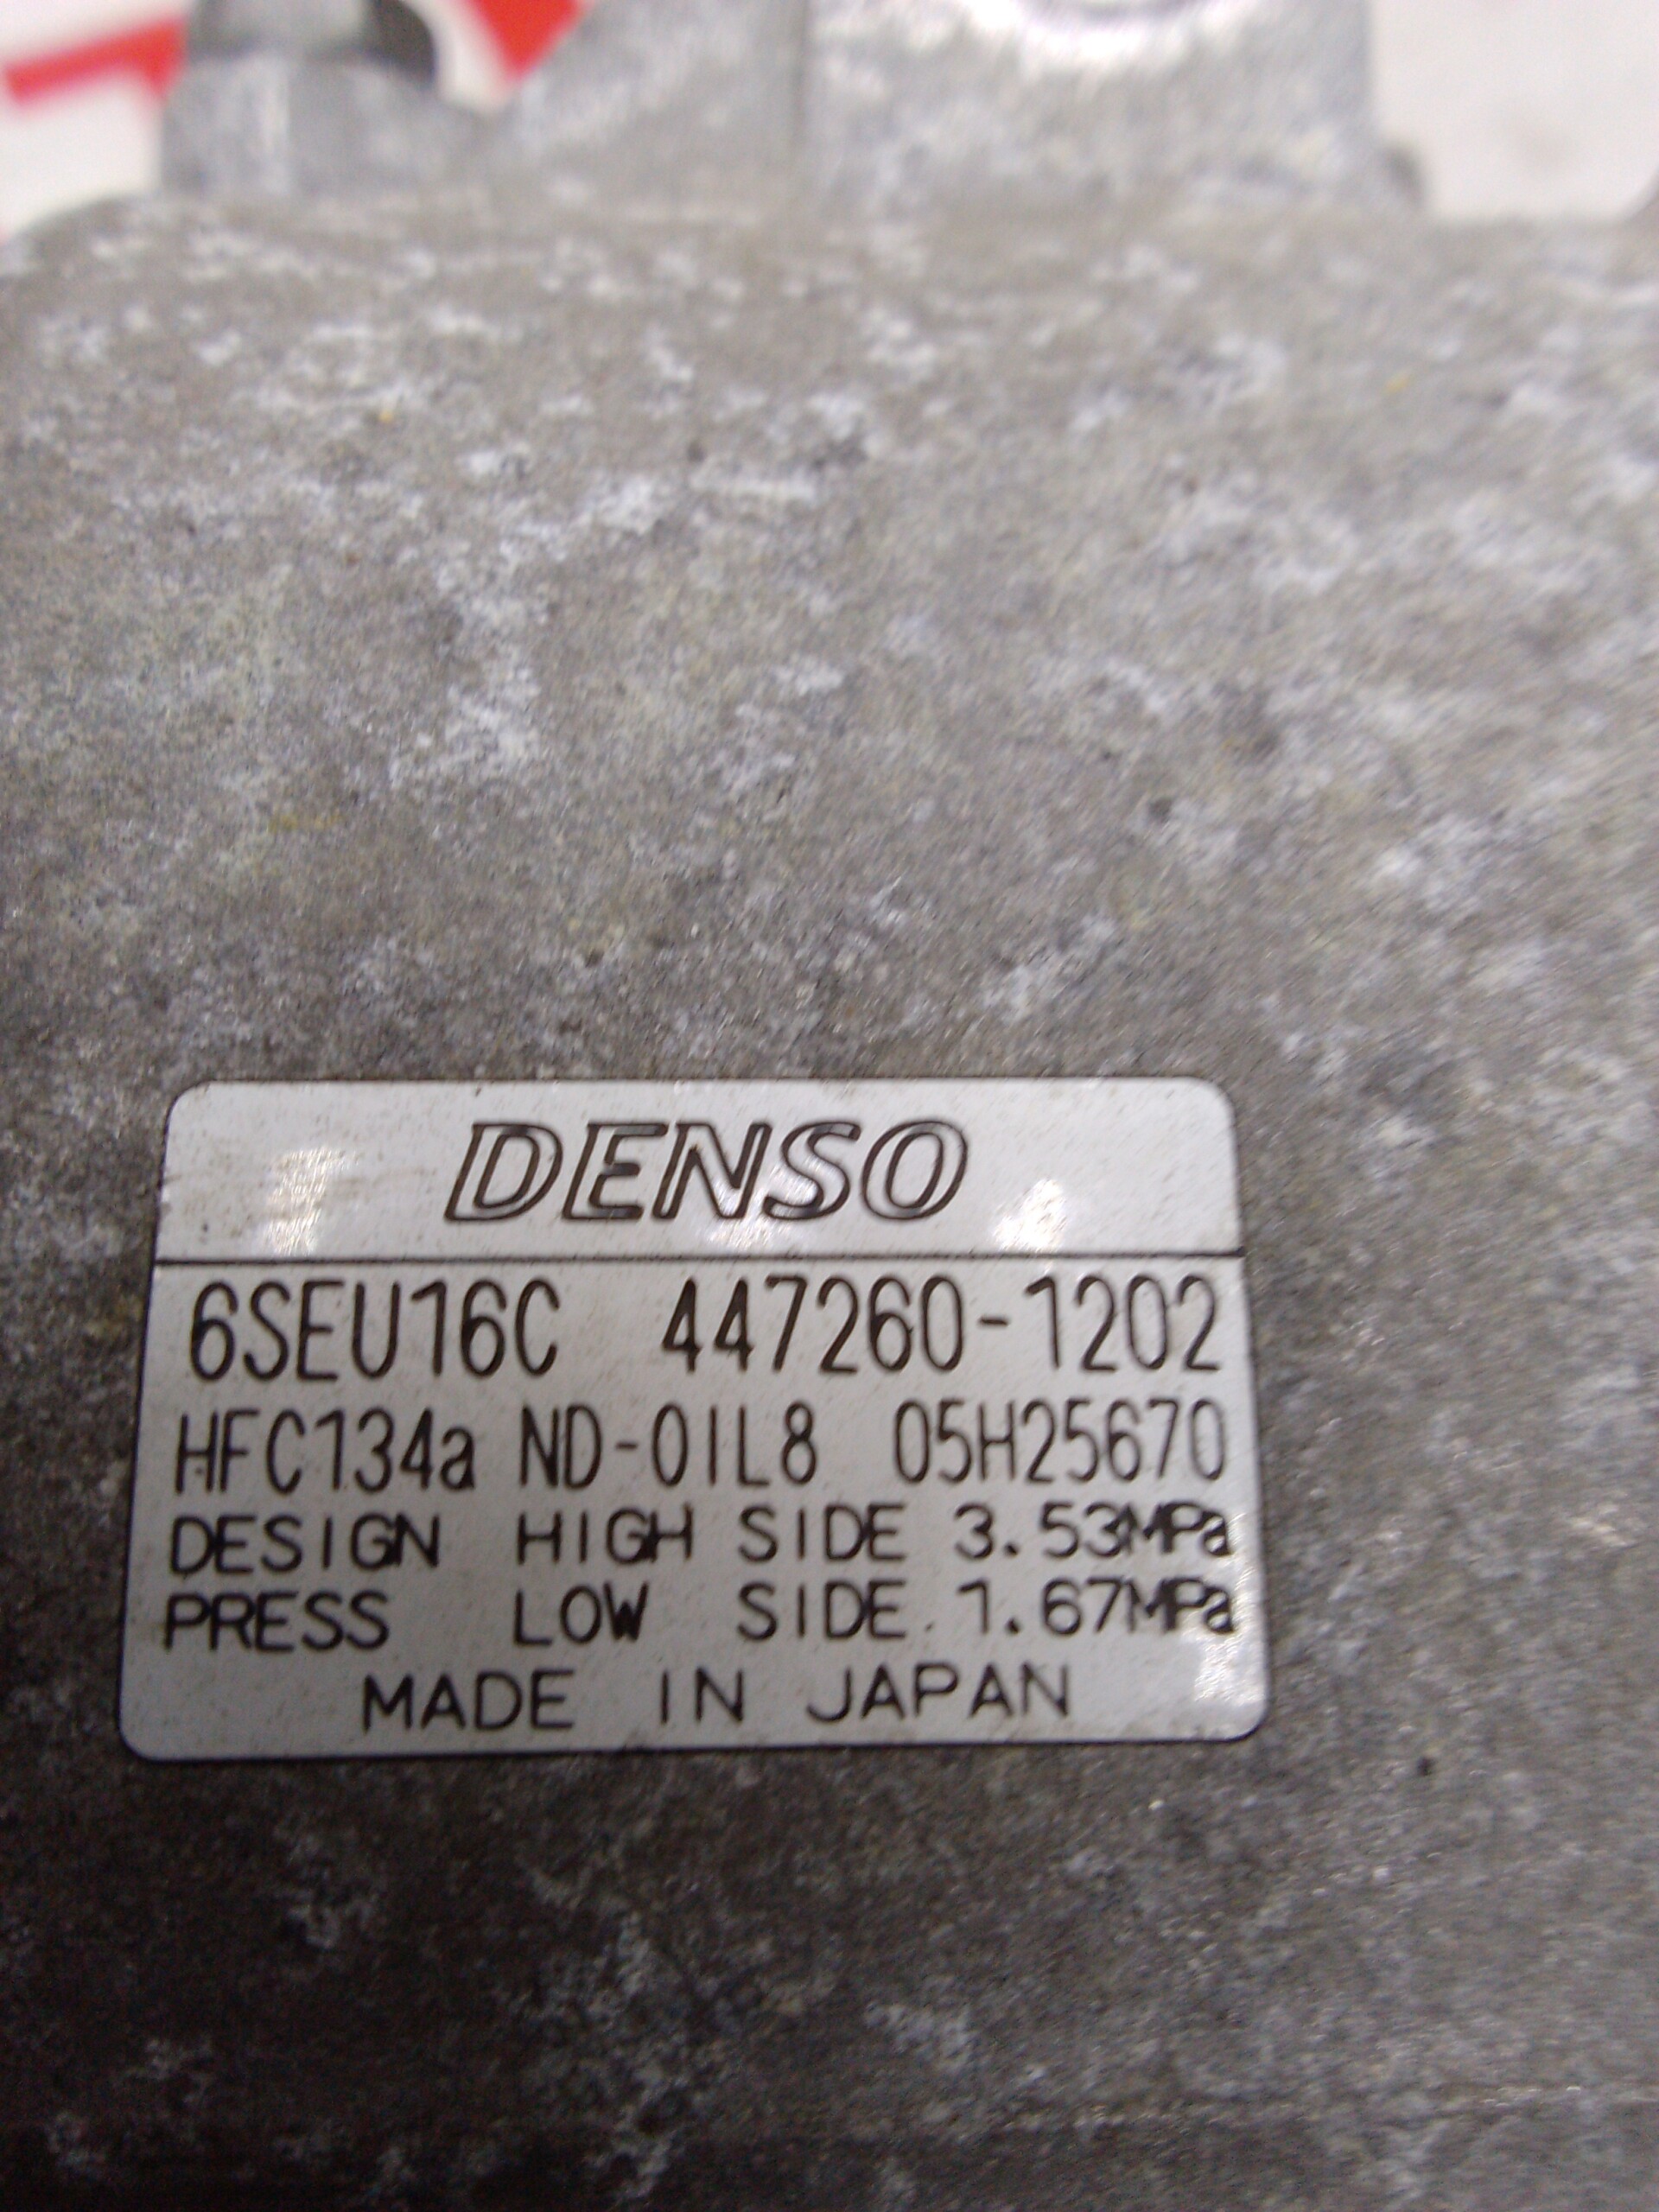 DENSO
6SEU16C 447260-1202
HFC134a ND-OIL8 05H25670
DESIGN HIGH SIDE 3.53MPa
PRESS LOW SIDE 1.67MPa
MADE IN JAPAN